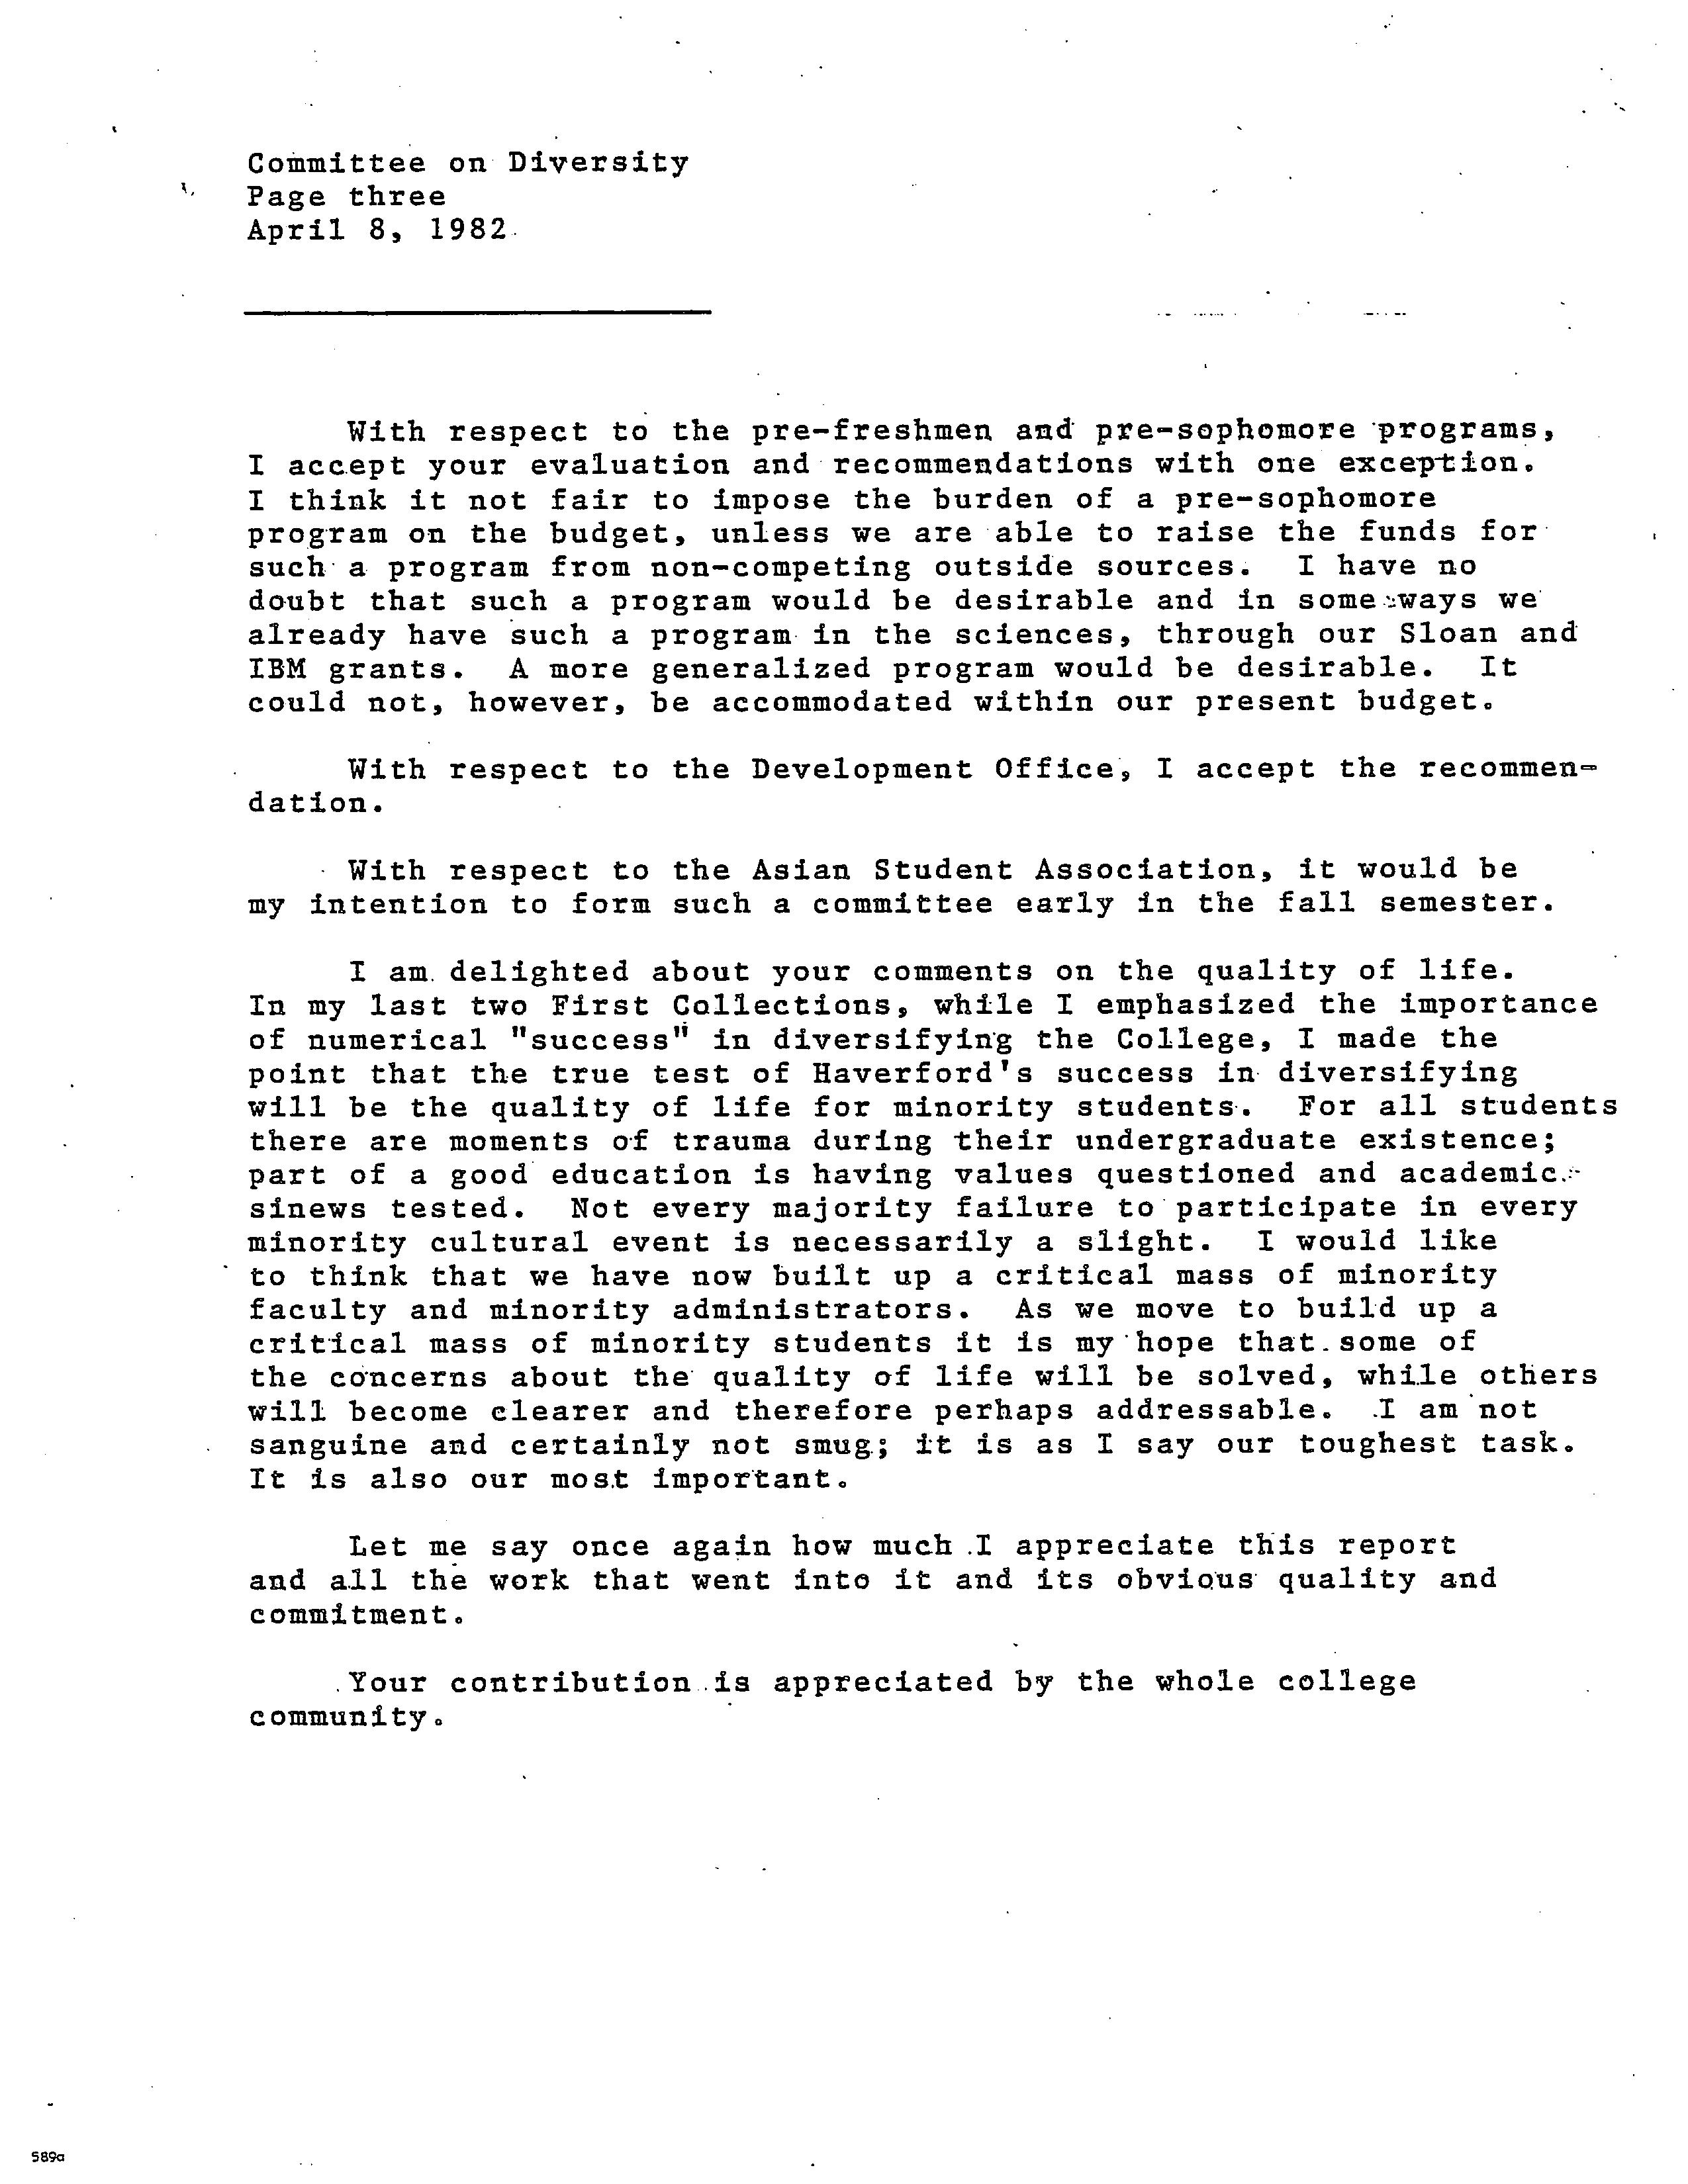 Committee on Diversity
Page three
April 8, 1982
With respect to the pre-freshmen and pre-sophomore programs,
I accept your evaluation and recommendations with one exception.
I think it not fair to impose the burden of a pre-sophomore
program on the budget, unless we are able to raise the funds for
such a program from non-competing outside sources. I have no
doubt that such a program would be desirable and in some ways we
already have such a program in the sciences, through our Sloan and
IBM grants. A more generalized program would be desirable. It
could not, however, be accommodated within our present budget.
With respect to the Development Office, I accept the recommen-
dation.
With respect to the Asian Student Association, it would be
my intention to form such a committee early in the fall semester.
I am delighted about your comments on the quality of life.
In my last two First Collections, while I emphasized the importance
of numerical "success" in diversifying the College, I made the
point that the true test of Haverford's success in diversifying
will be the quality of life for minority students. For all students
there are moments of trauma during their undergraduate existence;
part of a good education is having values questioned and academic
sinews tested. Not every majority failure to participate in every
minority cultural event is necessarily a slight. I would like
to think that we have now built up a critical mass of minority
faculty and minority administrators. As we move to build up a
critical mass of minority students it is my hope that some of
the concerns about the quality of life will be solved, while others
will become clearer and therefore perhaps addressable. I am not
sanguine and certainly not smug; it is as I say our toughest task.
It is also our most important.
Let me say once again how much I appreciate this report
and all the work that went into it and its obvious quality and
commitment.
Your contribution is appreciated by the whole college
community.
589a